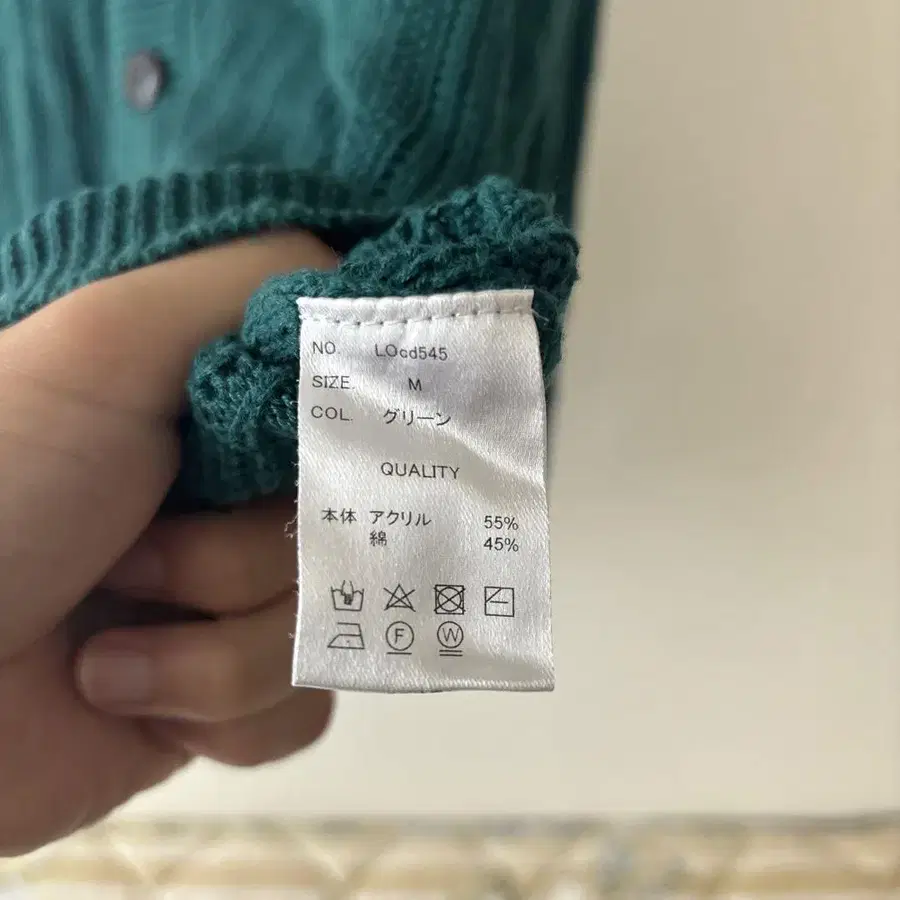 NO. LOcd545
SIZE. M
COL. グリーン
QUALITY
本体 アクリル 55%
綿 45%
F W